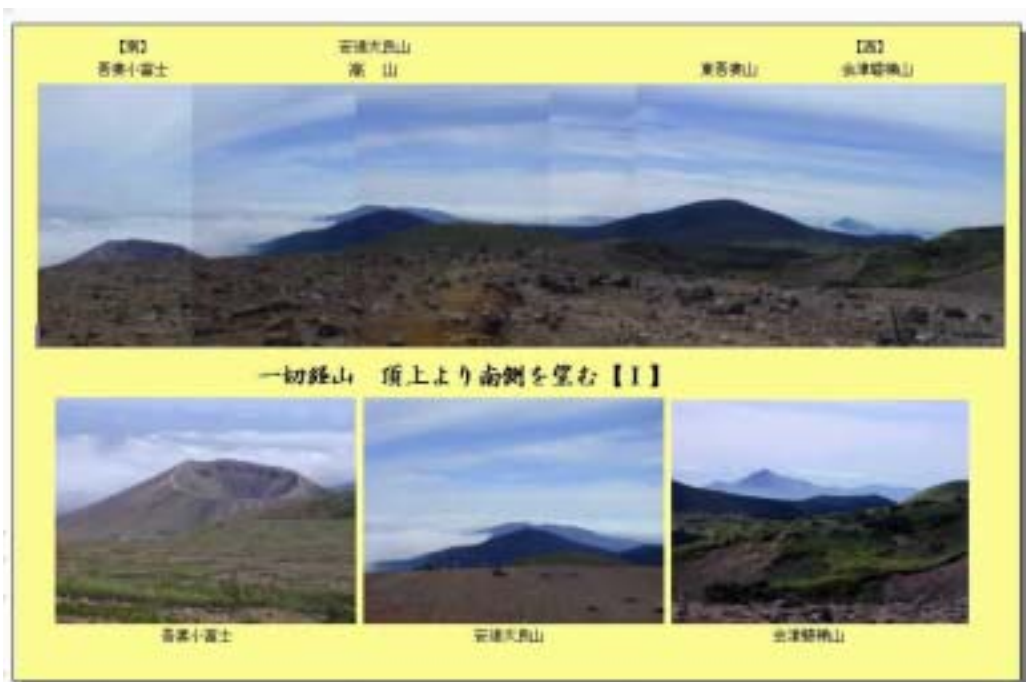 安達太良山 【西】
吾妻小富士 高 山 東吾妻山 会津磐梯山
一切経山 頂上より南側を望む【I】
吾妻小富士 安達太良山 会津磐梯山